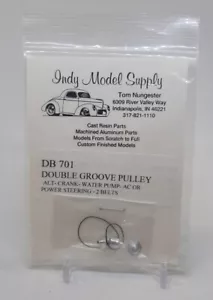 Indy Model Supply
Tom Nungester
6309 River Valley Way
Indianapolis, IN 40221
317-821-1118
Cast Resin Parts
Machined Aluminum Parts
Models From Scratch to Full
Custom Finished Models
DB 701
DOUBLE GROOVE PULLEY
-ALT- CRANK- WATER PUMP- AC OR
POWER STEERING - 2 BELTS